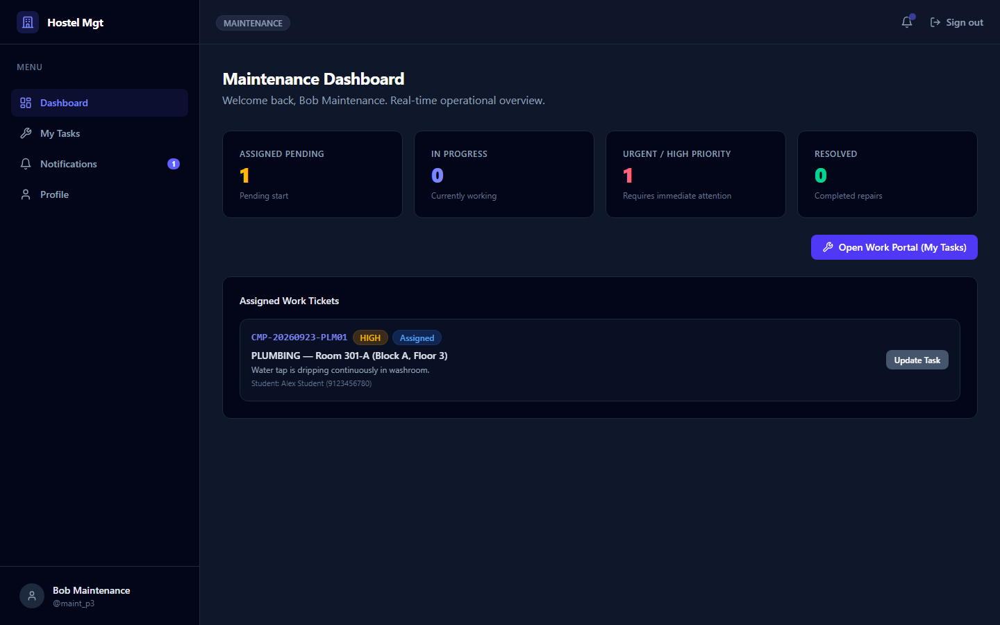 Hostel Mgt
MENU
Dashboard
My Tasks
Notifications 1
Profile
Bob Maintenance
@maint_p3
MAINTENANCE
Sign out
Maintenance Dashboard
Welcome back, Bob Maintenance. Real-time operational overview.
ASSIGNED PENDING
1
Pending start
IN PROGRESS
0
Currently working
URGENT / HIGH PRIORITY
1
Requires immediate attention
RESOLVED
0
Completed repairs
Open Work Portal (My Tasks)
Assigned Work Tickets
CMP-20260923-PLM01 HIGH Assigned
PLUMBING — Room 301-A (Block A, Floor 3)
Water tap is dripping continuously in washroom.
Student: Alex Student (9123456780)
Update Task